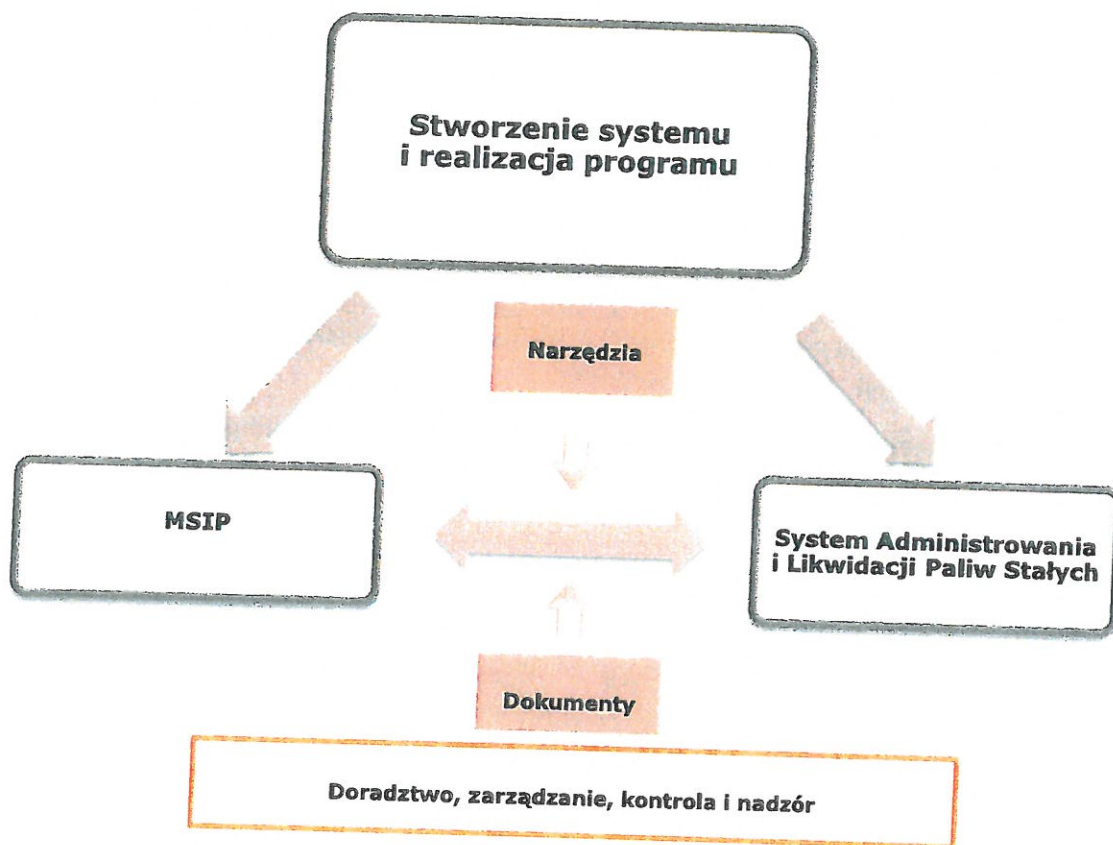 Stworzenie systemu
i realizacja programu
Narzędzia
MSIP
System Administrowania
i Likwidacji Paliw Stałych
Dokumenty
Doradztwo, zarządzanie, kontrola i nadzór